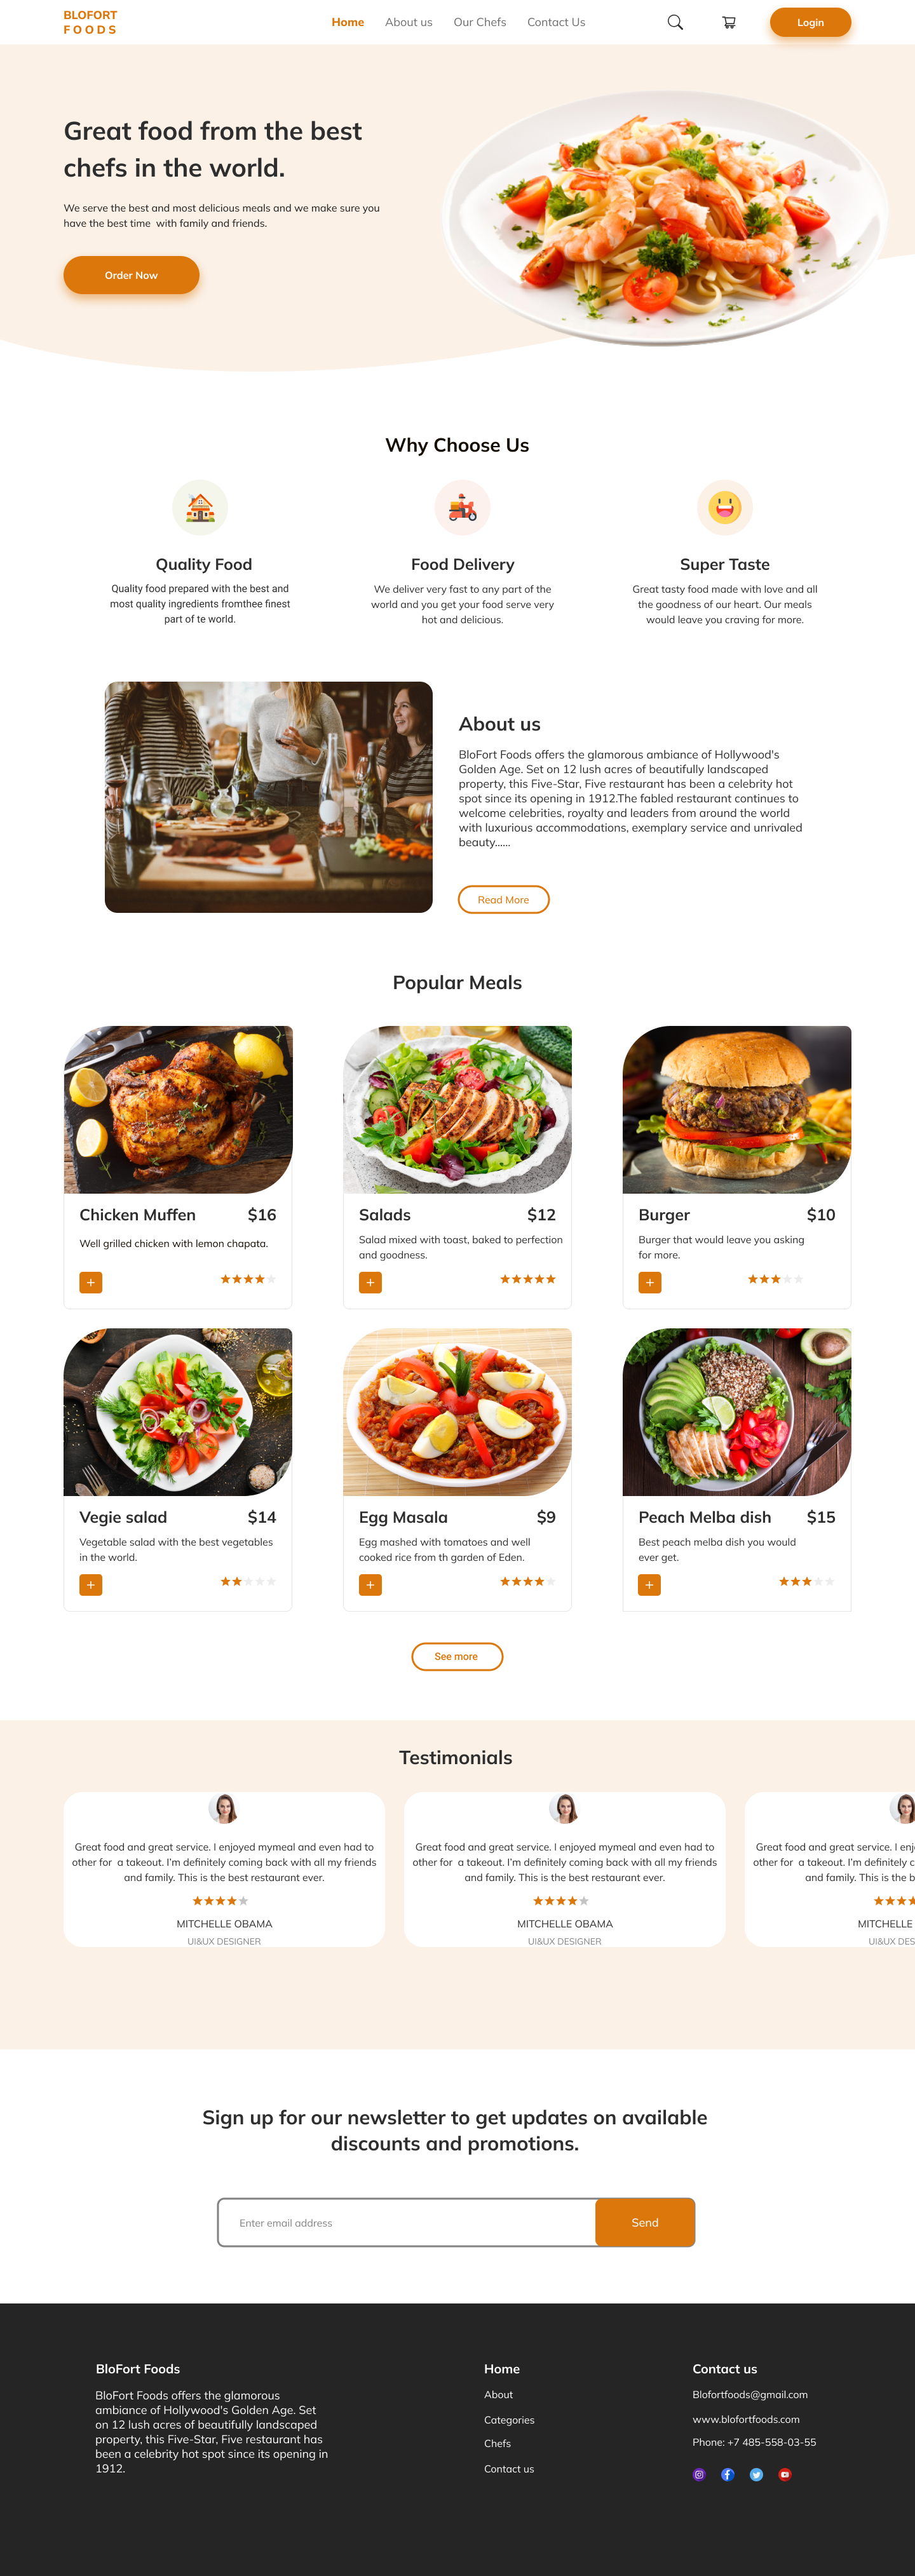 BLOFORT
FOODS
Home About us Our Chefs Contact Us
Login
Great food from the best
chefs in the world.
We serve the best and most delicious meals and we make sure you
have the best time with family and friends.
Order Now
Why Choose Us
Quality Food
Quality food prepared with the best and
most quality ingredients fromthee finest
part of te world.
Food Delivery
We deliver very fast to any part of the
world and you get your food serve very
hot and delicious.
Super Taste
Great tasty food made with love and all
the goodness of our heart. Our meals
would leave you craving for more.
About us
BloFort Foods offers the glamorous ambiance of Hollywood's
Golden Age. Set on 12 lush acres of beautifully landscaped
property, this Five-Star, Five restaurant has been a celebrity hot
spot since its opening in 1912.The fabled restaurant continues to
welcome celebrities, royalty and leaders from around the world
with luxurious accommodations, exemplary service and unrivaled
beauty......
Read More
Popular Meals
Chicken Muffen $16
Well grilled chicken with lemon chapata.
+
Salads $12
Salad mixed with toast, baked to perfection
and goodness.
+
Burger $10
Burger that would leave you asking
for more.
+
Vegie salad $14
Vegetable salad with the best vegetables
in the world.
+
Egg Masala $9
Egg mashed with tomatoes and well
cooked rice from th garden of Eden.
+
Peach Melba dish $15
Best peach melba dish you would
ever get.
+
See more
Testimonials
Great food and great service. I enjoyed mymeal and even had to
other for a takeout. I'm definitely coming back with all my friends
and family. This is the best restaurant ever.
MITCHELLE OBAMA
UI&UX DESIGNER
Great food and great service. I enjoyed mymeal and even had to
other for a takeout. I'm definitely coming back with all my friends
and family. This is the best restaurant ever.
MITCHELLE OBAMA
UI&UX DESIGNER
Great food and great service. I enj
other for a takeout. I'm definitely c
and family. This is the b
MITCHELLE
UI&UX DES
Sign up for our newsletter to get updates on available
discounts and promotions.
Enter email address
Send
BloFort Foods
BloFort Foods offers the glamorous
ambiance of Hollywood's Golden Age. Set
on 12 lush acres of beautifully landscaped
property, this Five-Star, Five restaurant has
been a celebrity hot spot since its opening in
1912.
Home
About
Categories
Chefs
Contact us
Contact us
Blofortfoods@gmail.com
www.blofortfoods.com
Phone: +7 485-558-03-55